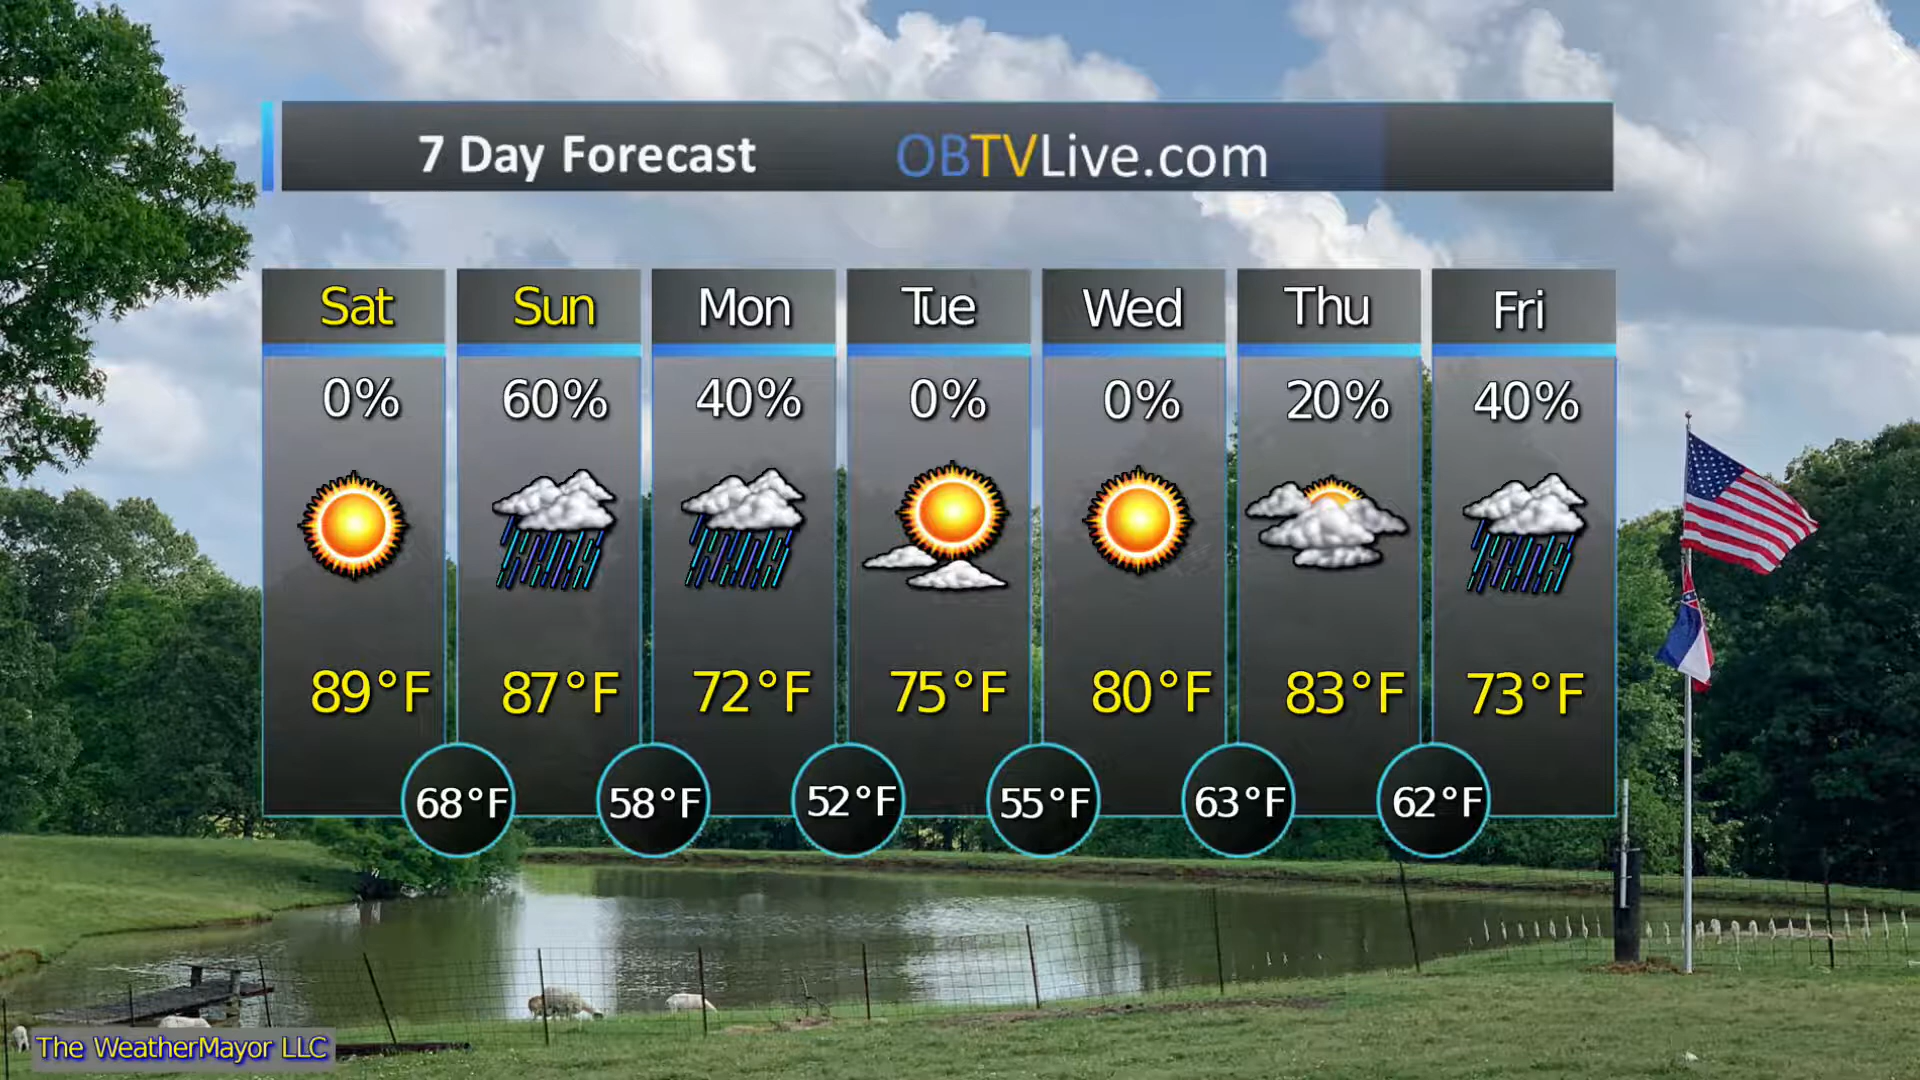 7 Day Forecast OBTVLive.com
Sat Sun Mon Tue Wed Thu Fri
0% 60% 40% 0% 0% 20% 40%
89°F 87°F 72°F 75°F 80°F 83°F 73°F
68°F 58°F 52°F 55°F 63°F 62°F
The WeatherMayor LLC